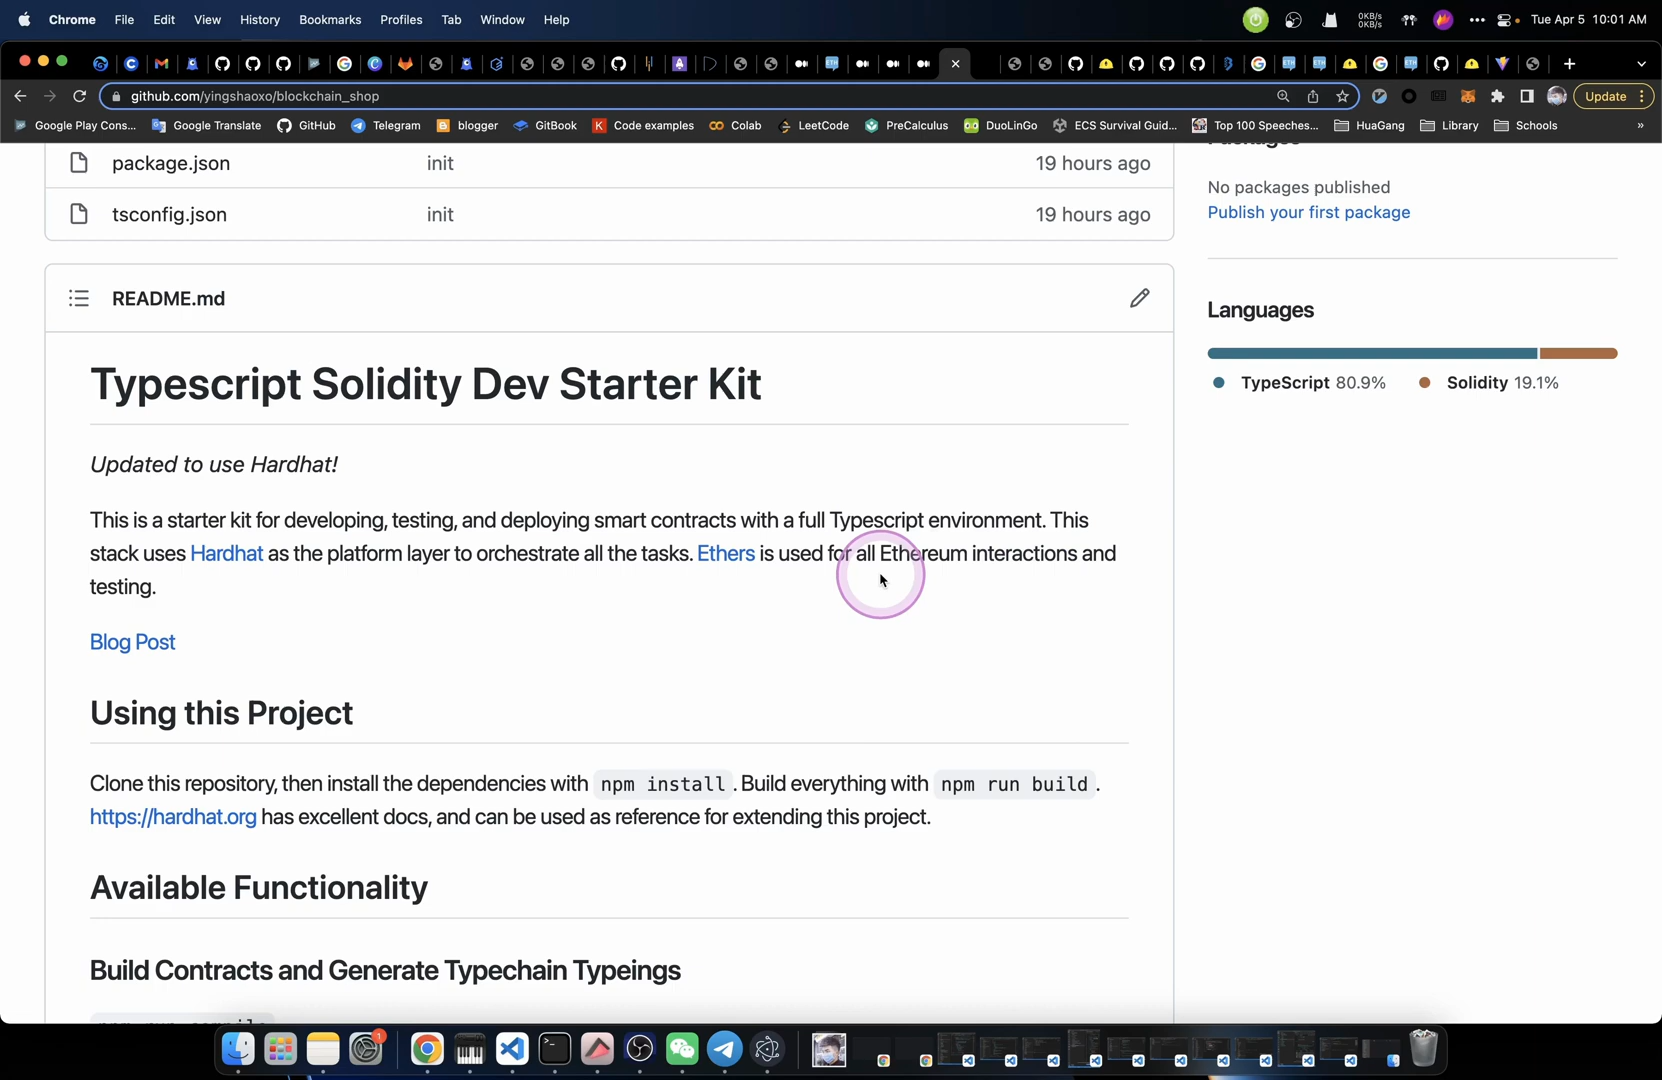 Chrome File Edit View History Bookmarks Profiles Tab Window Help
0KB/s
0KB/s
Tue Apr 5 10:01 AM
github.com/yingshaoxo/blockchain_shop
Update
Google Play Cons... Google Translate GitHub Telegram blogger GitBook Code examples Colab LeetCode PreCalculus DuoLinGo ECS Survival Guid... Top 100 Speeches... HuaGang Library Schools »
package.json init 19 hours ago
tsconfig.json init 19 hours ago
README.md
Typescript Solidity Dev Starter Kit
Updated to use Hardhat!
This is a starter kit for developing, testing, and deploying smart contracts with a full Typescript environment. This
stack uses Hardhat as the platform layer to orchestrate all the tasks. Ethers is used for all Ethereum interactions and
testing.
Blog Post
Using this Project
Clone this repository, then install the dependencies with npm install. Build everything with npm run build.
https://hardhat.org has excellent docs, and can be used as reference for extending this project.
Available Functionality
Build Contracts and Generate Typechain Typeings
No packages published
Publish your first package
Languages
TypeScript 80.9% Solidity 19.1%
1